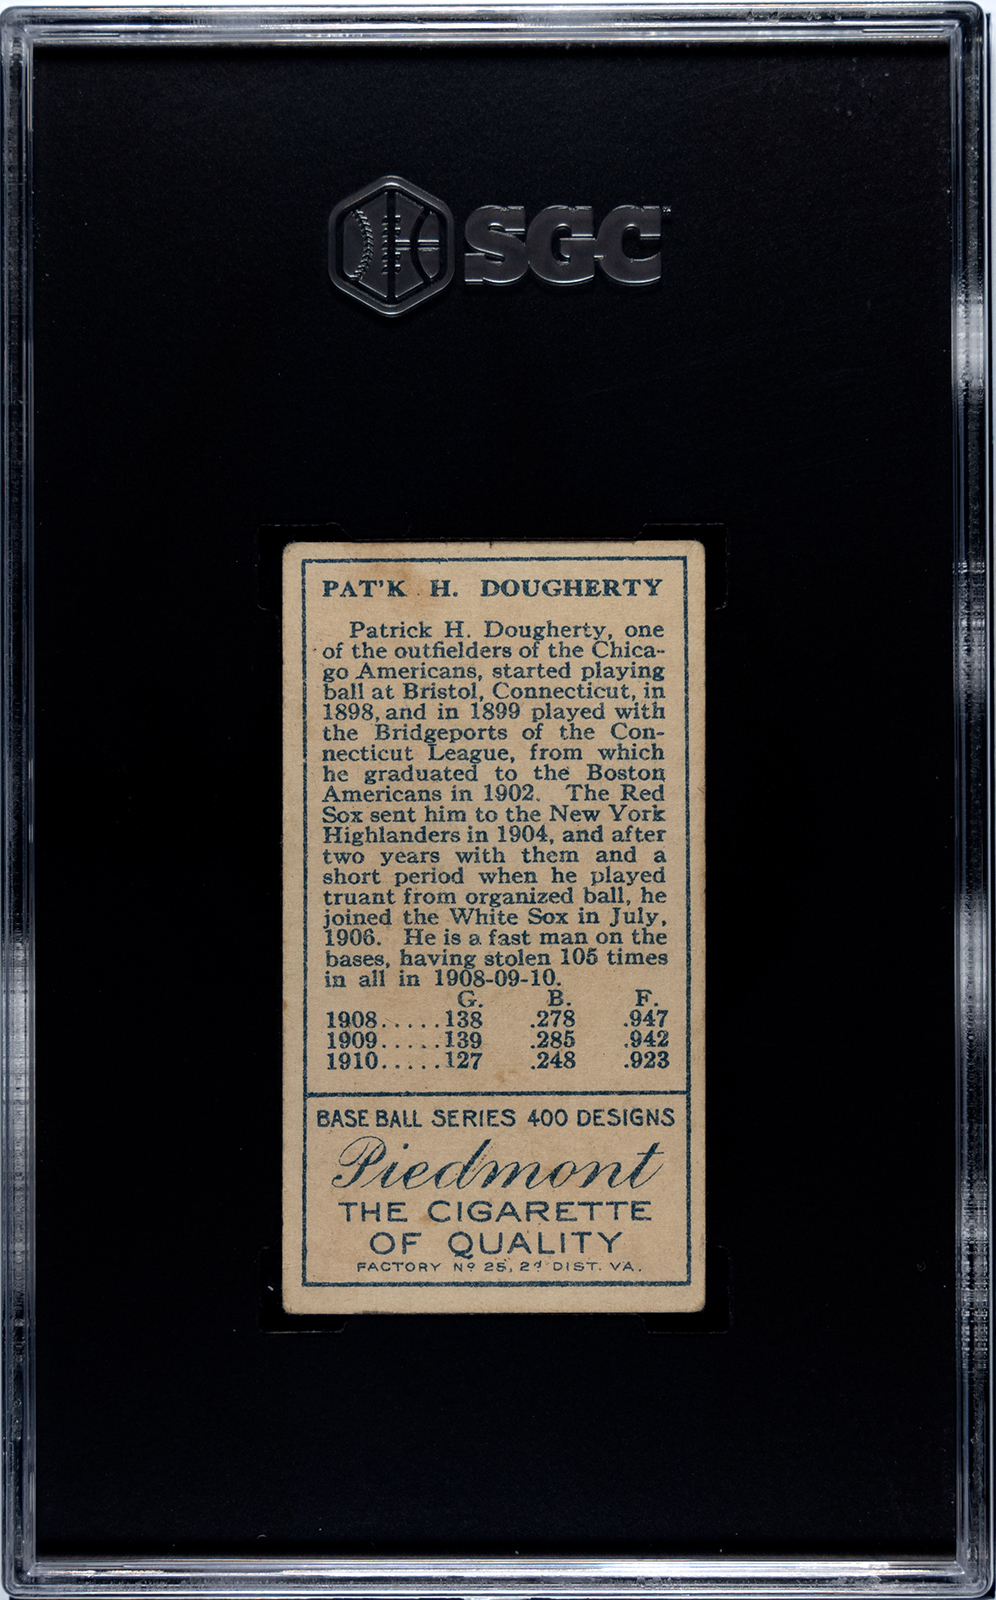 SGC
PAT'K H. DOUGHERTY
Patrick H. Dougherty, one
of the outfielders of the Chica-
go Americans, started playing
ball at Bristol, Connecticut, in
1898, and in 1899 played with
the Bridgeports of the Con-
necticut League, from which
he graduated to the Boston
Americans in 1902. The Red
Sox sent him to the New York
Highlanders in 1904, and after
two years with them and a
short period when he played
truant from organized ball, he
joined the White Sox in July,
1906. He is a fast man on the
bases, having stolen 105 times
in all in 1908-09-10.
G. B. F.
1908.....138 .278 .947
1909.....139 .285 .942
1910.....127 .248 .923
BASE BALL SERIES 400 DESIGNS
Piedmont
THE CIGARETTE
OF QUALITY
FACTORY Nº 25, 2d DIST. VA.